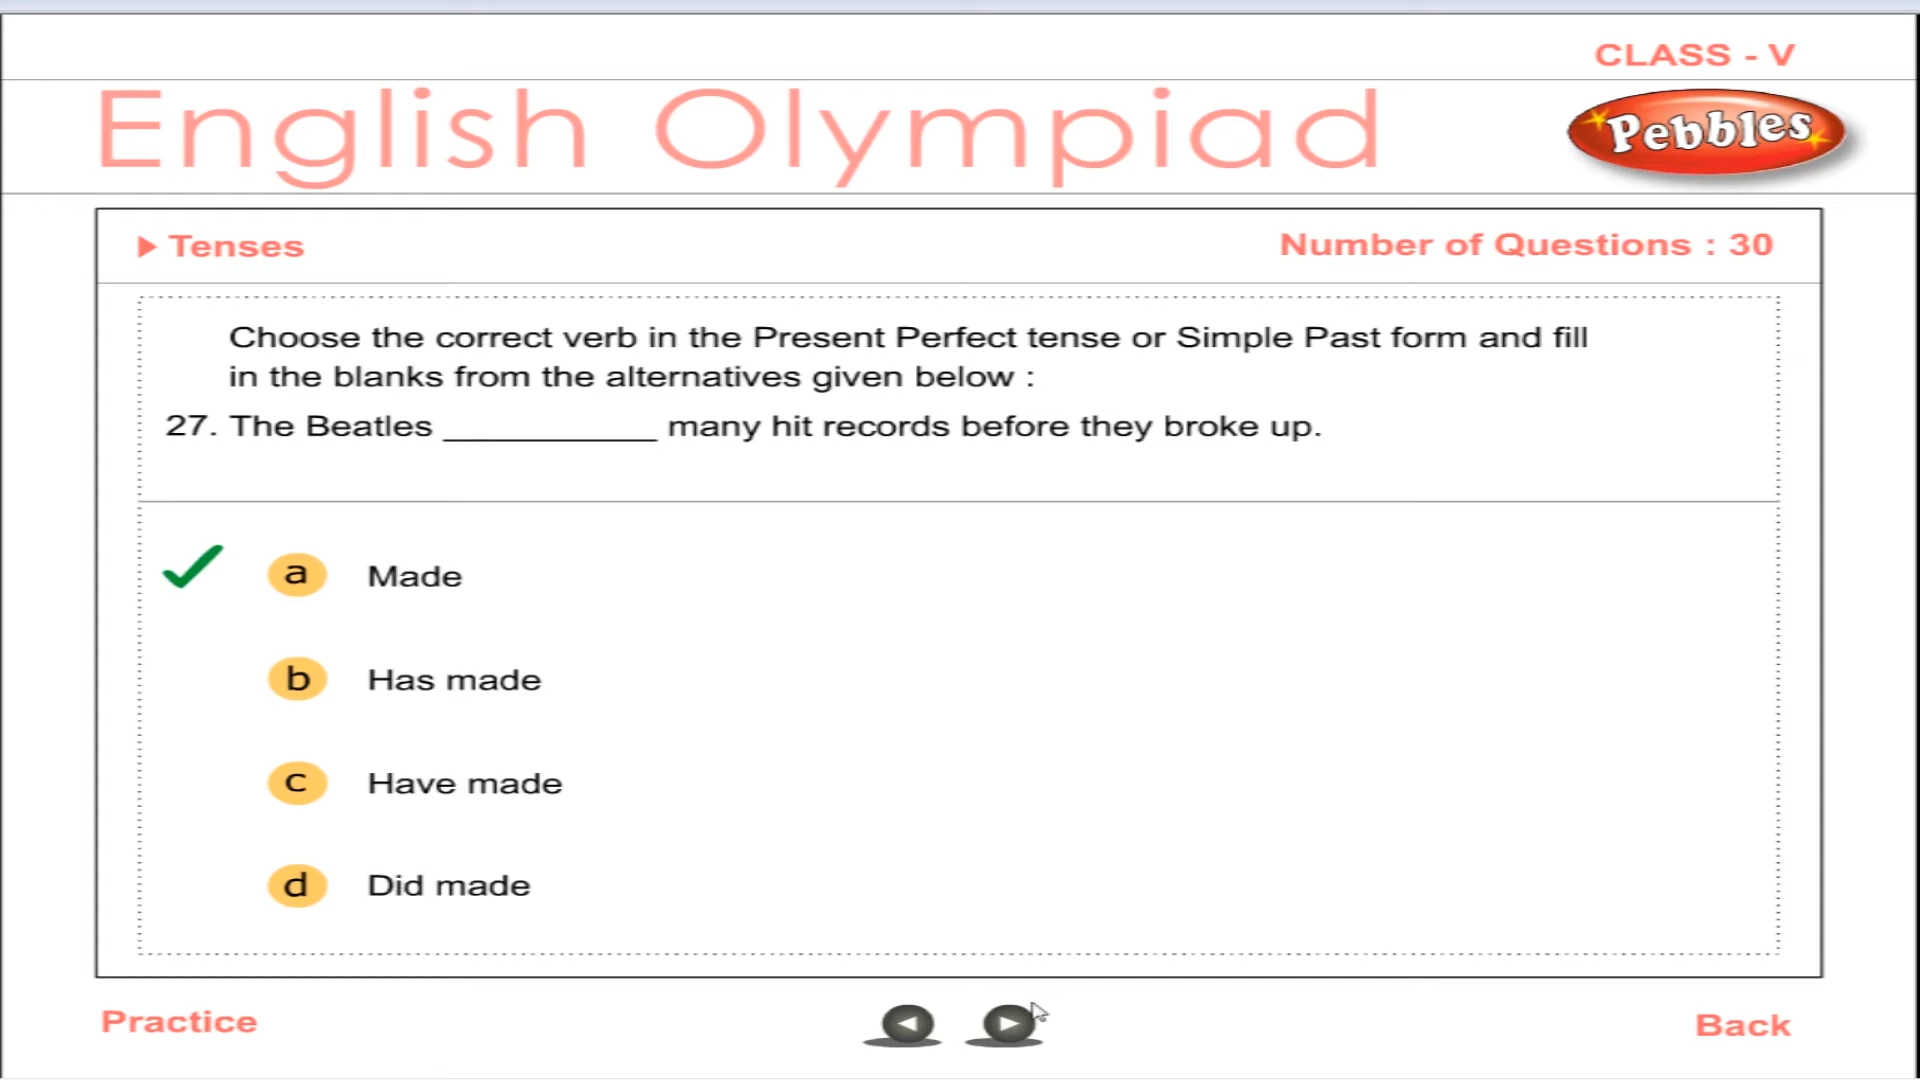 CLASS - V
English Olympiad
Pebbles
Tenses
Number of Questions : 30
Choose the correct verb in the Present Perfect tense or Simple Past form and fill
in the blanks from the alternatives given below :
27. The Beatles ____________ many hit records before they broke up.
a Made
b Has made
c Have made
d Did made
Practice
Back